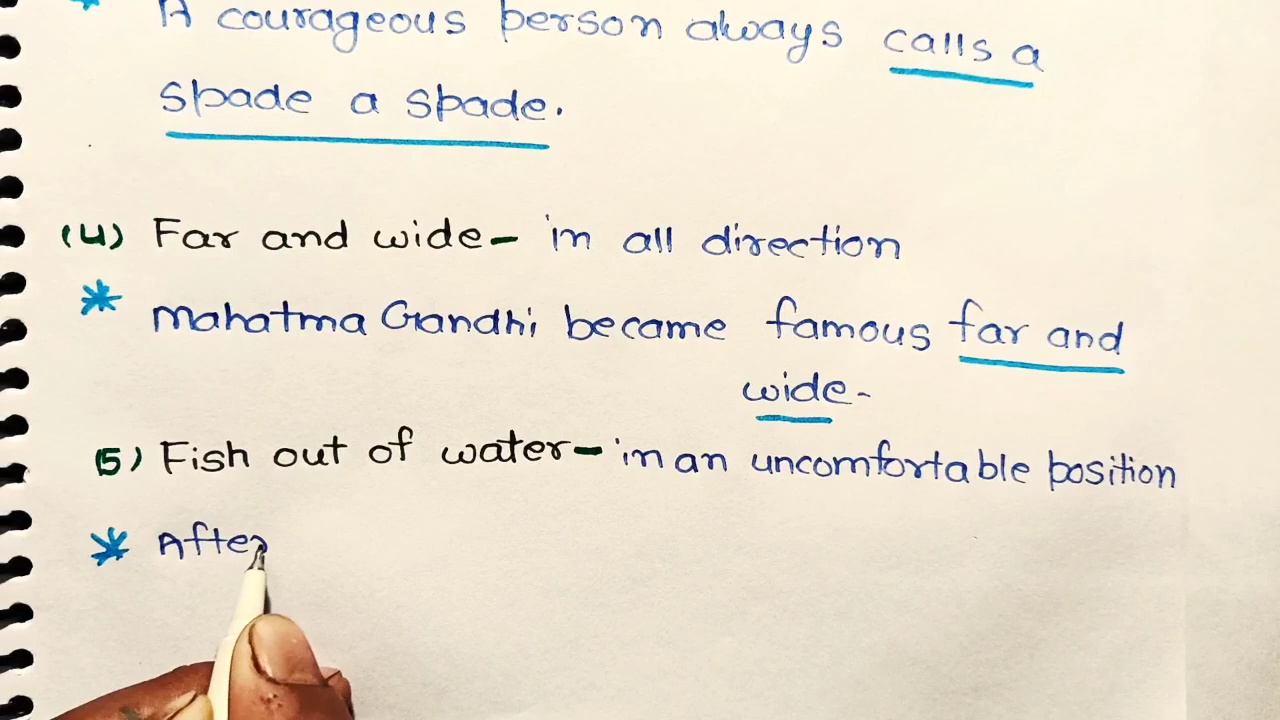 A courageous person always calls a
spade a spade.
(4) Far and wide- in all direction
* Mahatma Gandhi became famous far and
wide-
5) Fish out of water- in an uncomfortable position
* After